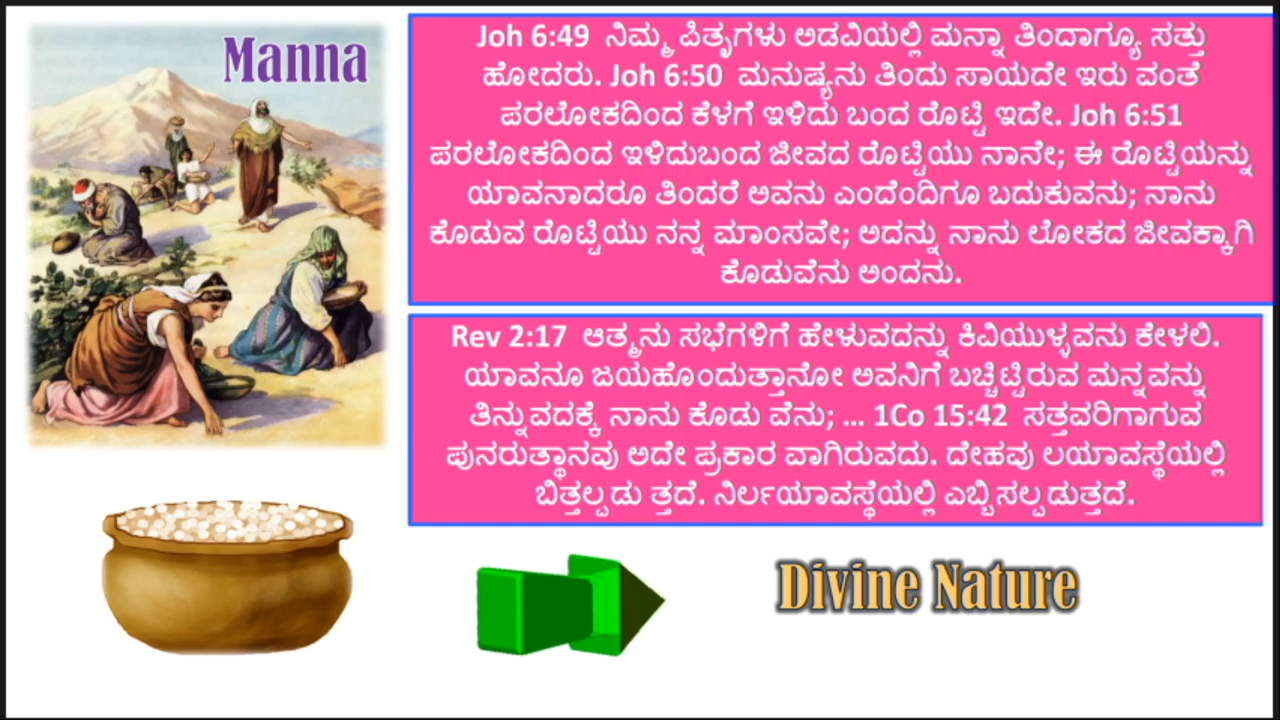 Manna
Joh 6:49 ನಿಮ್ಮ ಪಿತೃಗಳು ಅಡವಿಯಲ್ಲಿ ಮನ್ನಾ ತಿಂದಾಗ್ಯೂ ಸತ್ತು
ಹೋದರು. Joh 6:50 ಮನುಷ್ಯನು ತಿಂದು ಸಾಯದೇ ಇರು ವಂತೆ
ಪರಲೋಕದಿಂದ ಕೆಳಗೆ ಇಳಿದು ಬಂದ ರೊಟ್ಟಿ ಇದೇ. Joh 6:51
ಪರಲೋಕದಿಂದ ಇಳಿದುಬಂದ ಜೀವದ ರೊಟ್ಟಿಯು ನಾನೇ; ಈ ರೊಟ್ಟಿಯನ್ನು
ಯಾವನಾದರೂ ತಿಂದರೆ ಅವನು ಎಂದೆಂದಿಗೂ ಬದುಕುವನು; ನಾನು
ಕೊಡುವ ರೊಟ್ಟಿಯು ನನ್ನ ಮಾಂಸವೇ; ಅದನ್ನು ನಾನು ಲೋಕದ ಜೀವಕ್ಕಾಗಿ
ಕೊಡುವೆನು ಅಂದನು.
Rev 2:17 ಆತ್ಮನು ಸಭೆಗಳಿಗೆ ಹೇಳುವದನ್ನು ಕಿವಿಯುಳ್ಳವನು ಕೇಳಲಿ.
ಯಾವನೂ ಜಯಹೊಂದುತ್ತಾನೋ ಅವನಿಗೆ ಬಚ್ಚಿಟ್ಟಿರುವ ಮನ್ನವನ್ನು
ತಿನ್ನುವದಕ್ಕೆ ನಾನು ಕೊಡು ವೆನು; ... 1Co 15:42 ಸತ್ತವರಿಗಾಗುವ
ಪುನರುತ್ಥಾನವು ಅದೇ ಪ್ರಕಾರ ವಾಗಿರುವದು. ದೇಹವು ಲಯಾವಸ್ಥೆಯಲ್ಲಿ
ಬಿತ್ತಲ್ಪಡು ತ್ತದೆ. ನಿರ್ಲಯಾವಸ್ಥೆಯಲ್ಲಿ ಎಬ್ಬಿಸಲ್ಪಡುತ್ತದೆ.
Divine Nature